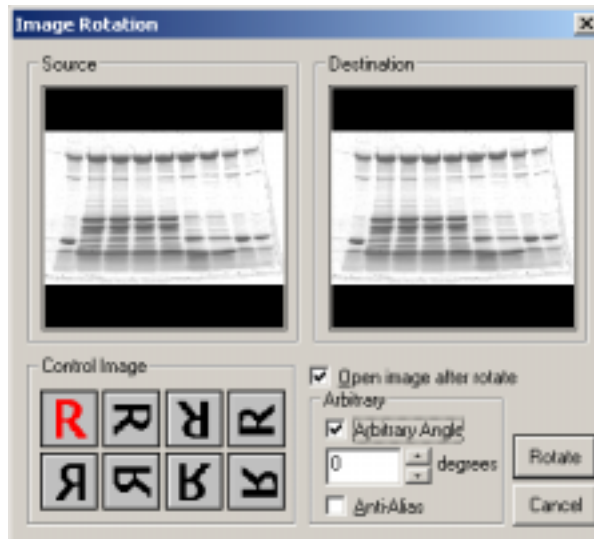 Image Rotation
Source
Destination
Control Image
R R R R
R R R R
Open image after rotate
Arbitrary
Arbitrary Angle
0 degrees
Anti-Alias
Rotate
Cancel